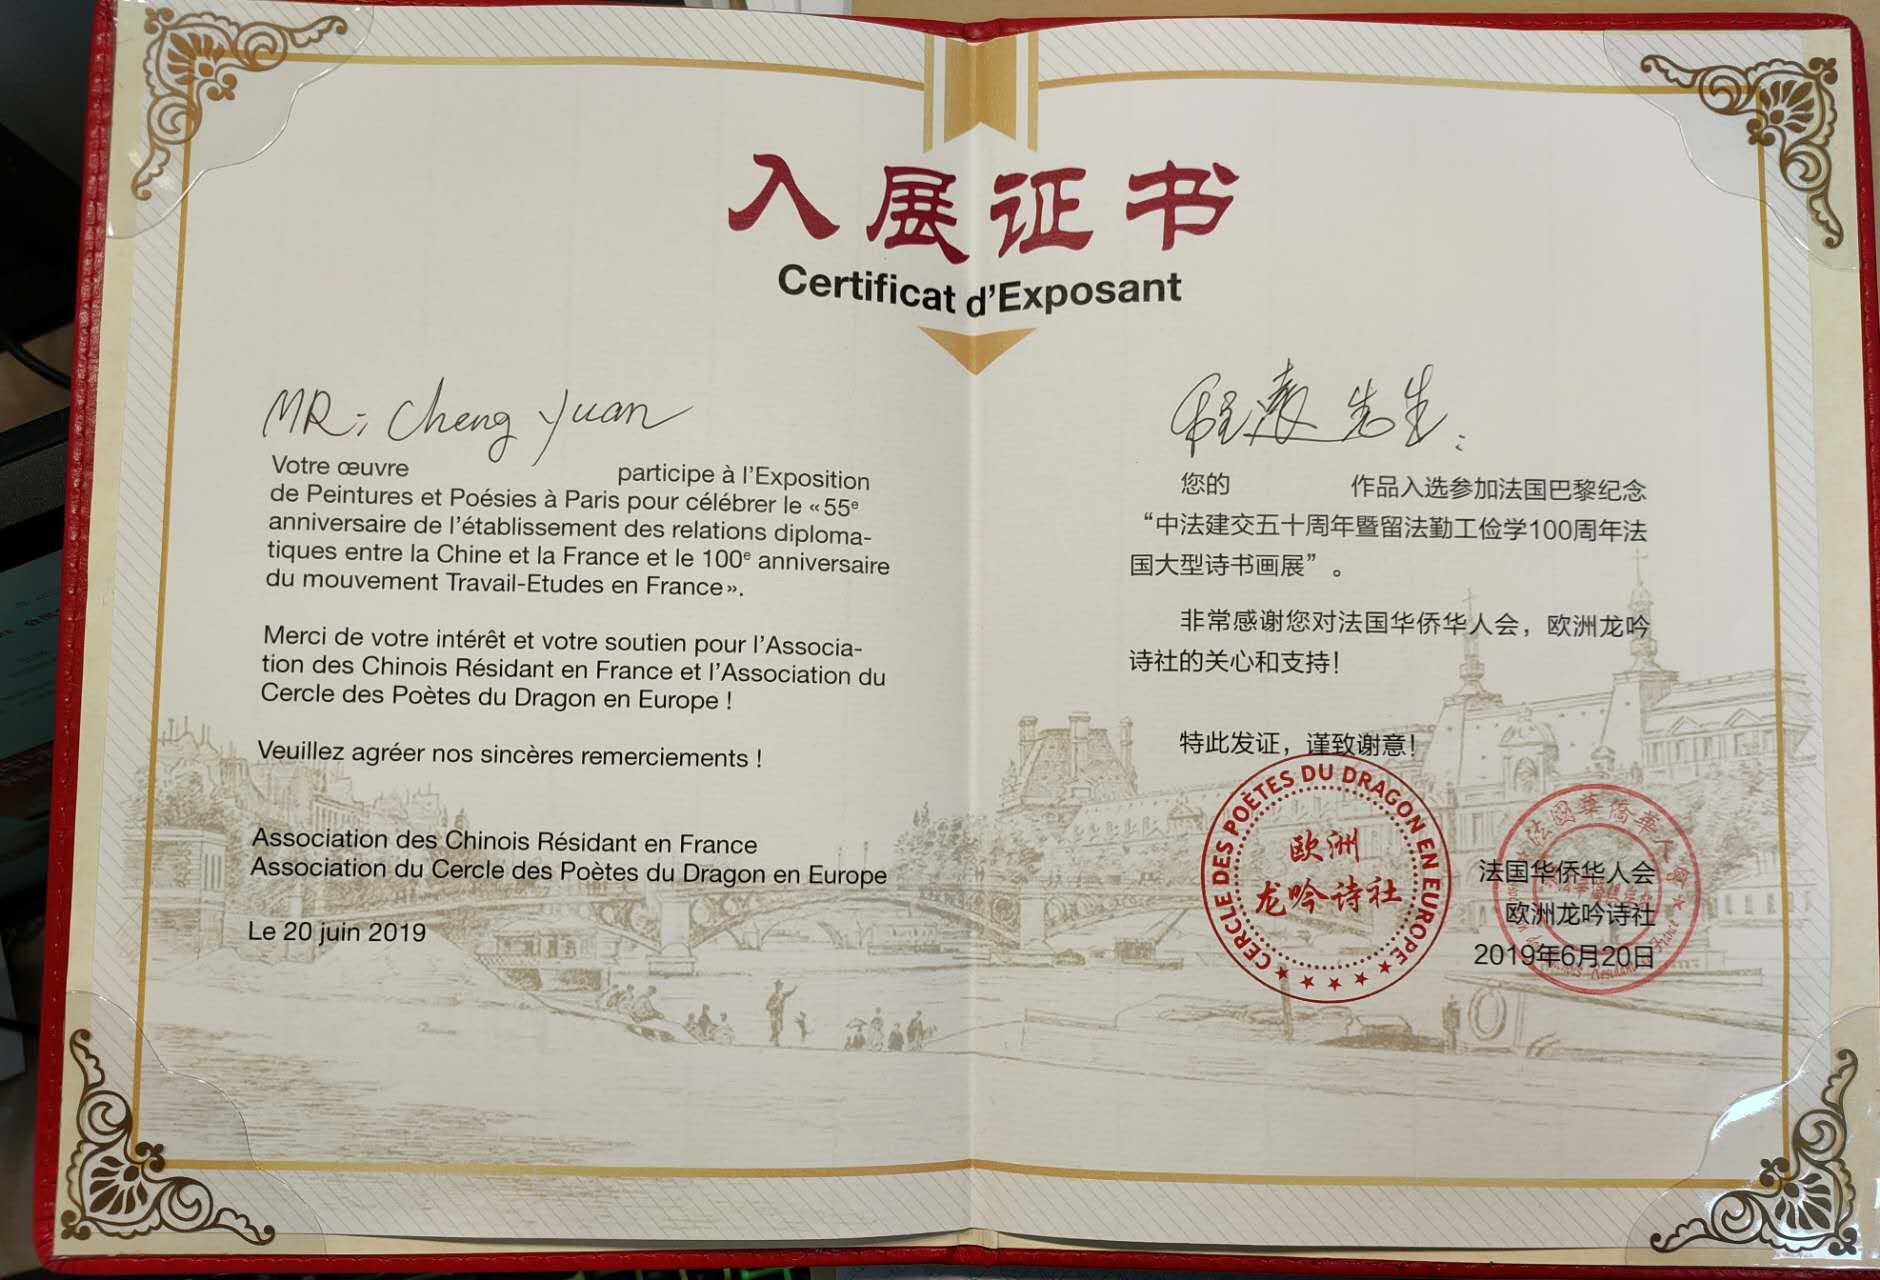 入展证书
Certificat d'Exposant
MR; Cheng Yuan
Votre œuvre participe à l'Exposition
de Peintures et Poésies à Paris pour célébrer le «55e
anniversaire de l'établissement des relations diploma-
tiques entre la Chine et la France et le 100e anniversaire
du mouvement Travail-Etudes en France».
Merci de votre intérêt et votre soutien pour l'Associa-
tion des Chinois Résidant en France et l'Association du
Cercle des Poètes du Dragon en Europe !
Veuillez agréer nos sincères remerciements !
Association des Chinois Résidant en France
Association du Cercle des Poètes du Dragon en Europe
Le 20 juin 2019
程 先生:
您的 作品入选参加法国巴黎纪念
“中法建交五十周年暨留法勤工俭学100周年法
国大型诗书画展”。
非常感谢您对法国华侨华人会，欧洲龙吟
诗社的关心和支持！
特此发证，谨致谢意！
CERCLE DES POÈTES DU DRAGON EN EUROPE
欧洲
龙吟诗社
法國華僑華人會
法国华侨华人会
欧洲龙吟诗社
2019年6月20日